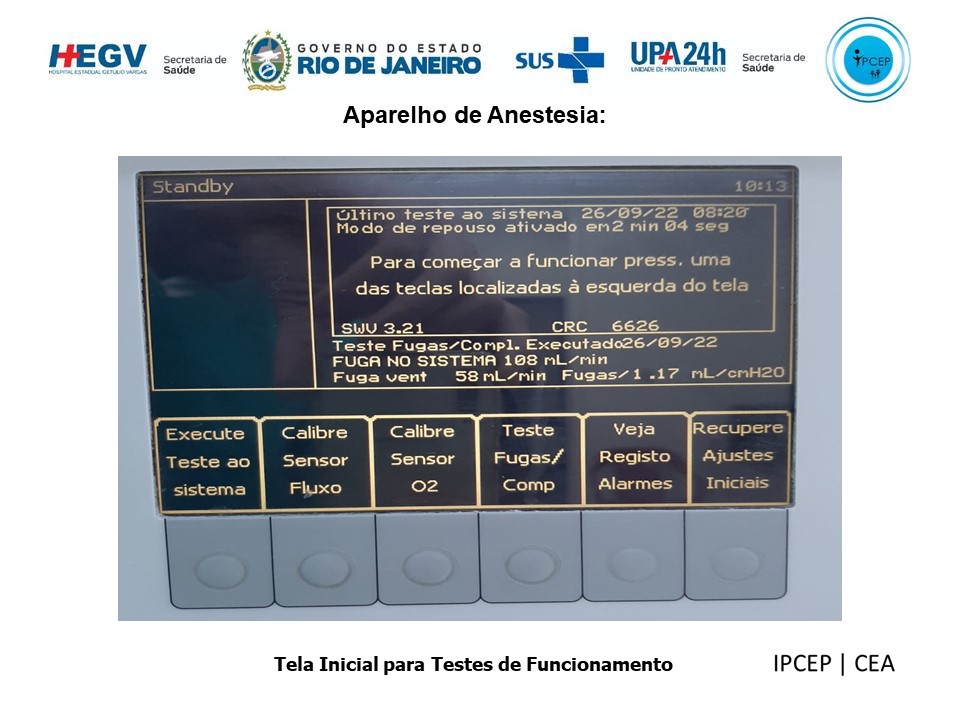 HEGV
HOSPITAL ESTADUAL GETÚLIO VARGAS
Secretaria de
Saúde
GOVERNO DO ESTADO
RIO DE JANEIRO
SUS
UPA24h
UNIDADE DE PRONTO ATENDIMENTO
Secretaria de
Saúde
IPCEP
Aparelho de Anestesia:
Standby 10:13
Último teste ao sistema 26/09/22 08:20
Modo de repouso ativado em2 min 04 seg
Para começar a funcionar press. uma
das teclas localizadas à esquerda do tela
SWV 3.21 CRC 6626
Teste Fugas/Compl. Executado26/09/22
FUGA NO SISTEMA 108 mL/min
Fuga vent 58 mL/min Fugas/1 .17 mL/cmH2O
Execute
Teste ao
sistema
Calibre
Sensor
Fluxo
Calibre
Sensor
O2
Teste
Fugas/
Comp
Veja
Registo
Alarmes
Recupere
Ajustes
Iniciais
Tela Inicial para Testes de Funcionamento
IPCEP | CEA